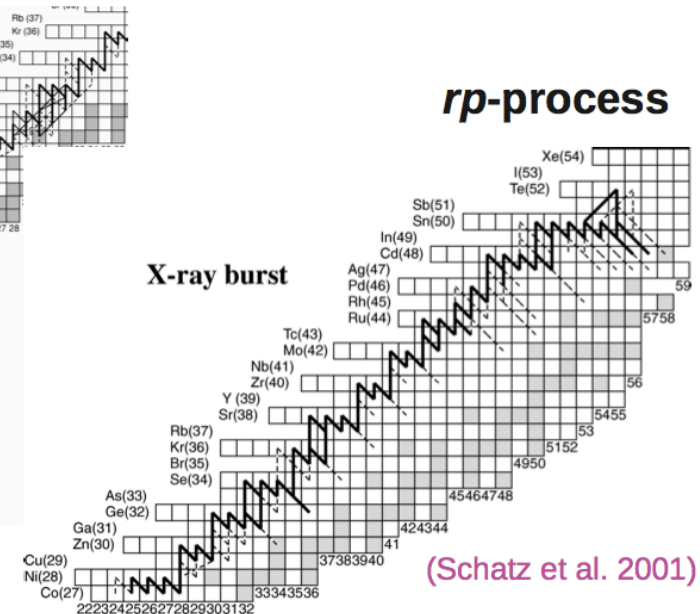 Rb (37)
Kr (36)
35)
(34)
27 28
rp-process
X-ray burst
Xe(54)
I(53)
Te(52)
Sb(51)
Sn(50)
In(49)
Cd(48)
Ag(47)
Pd(46)
Rh(45)
Ru(44)
Tc(43)
Mo(42)
Nb(41)
Zr(40)
Y (39)
Sr(38)
Rb(37)
Kr(36)
Br(35)
Se(34)
As(33)
Ge(32)
Ga(31)
Zn(30)
Cu(29)
Ni(28)
Co(27)
59
5758
56
5455
53
5152
4950
45464748
424344
41
37383940
33343536
2223242526272829303132
(Schatz et al. 2001)